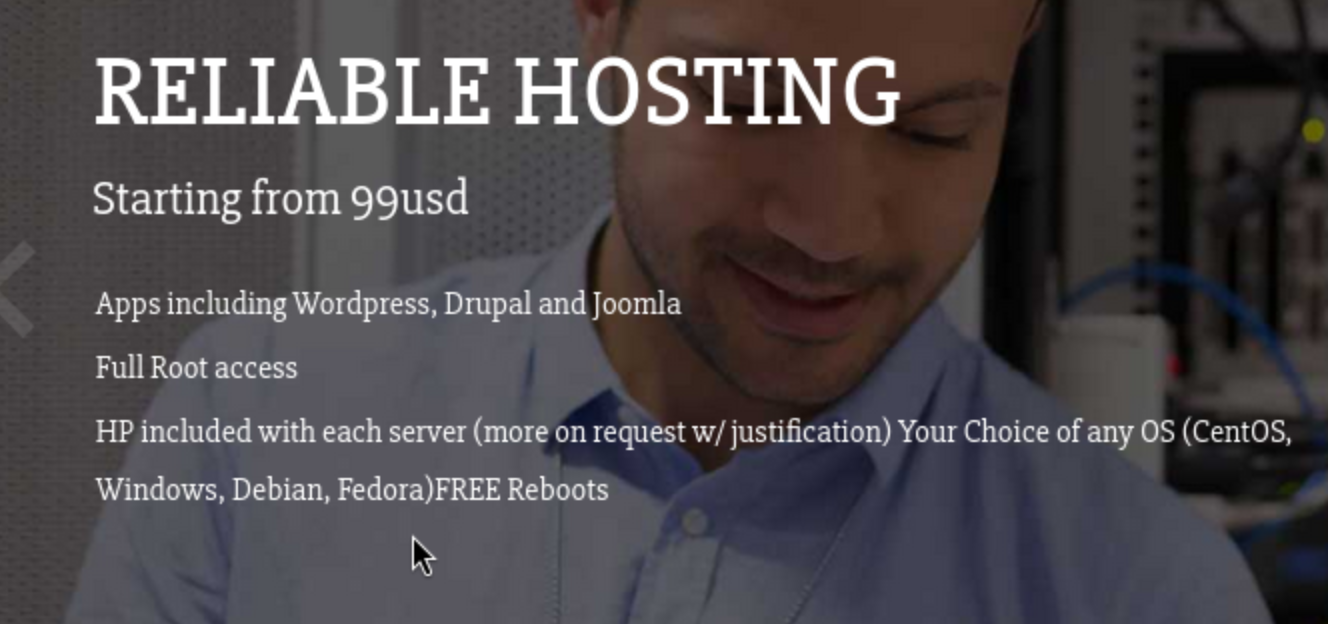 RELIABLE HOSTING
Starting from 99usd
Apps including Wordpress, Drupal and Joomla
Full Root access
HP included with each server (more on request w/ justification) Your Choice of any OS (CentOS,
Windows, Debian, Fedora)FREE Reboots